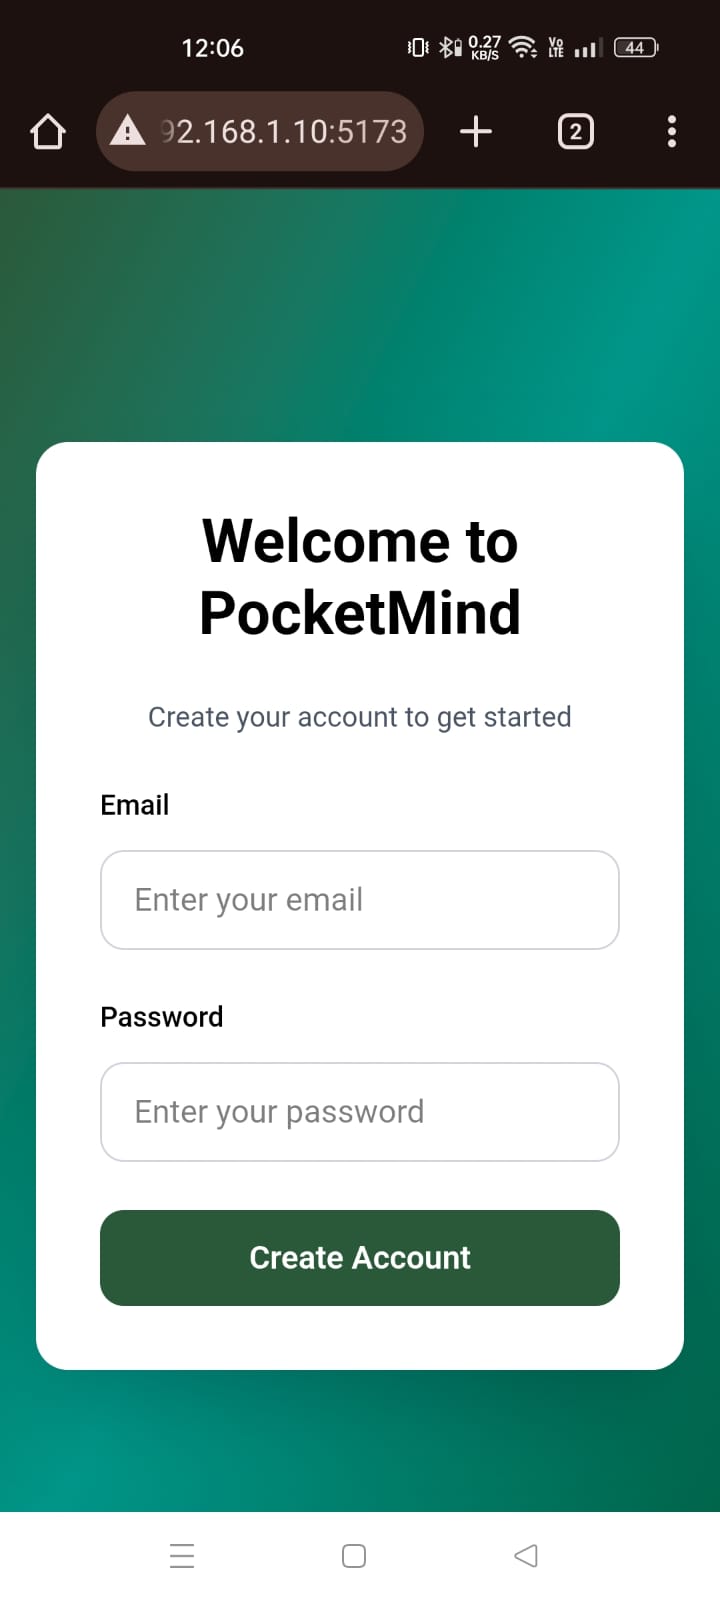 12:06
0.27
KB/S
Vo
LTE
44
92.168.1.10:5173
2
Welcome to
PocketMind
Create your account to get started
Email
Enter your email
Password
Enter your password
Create Account